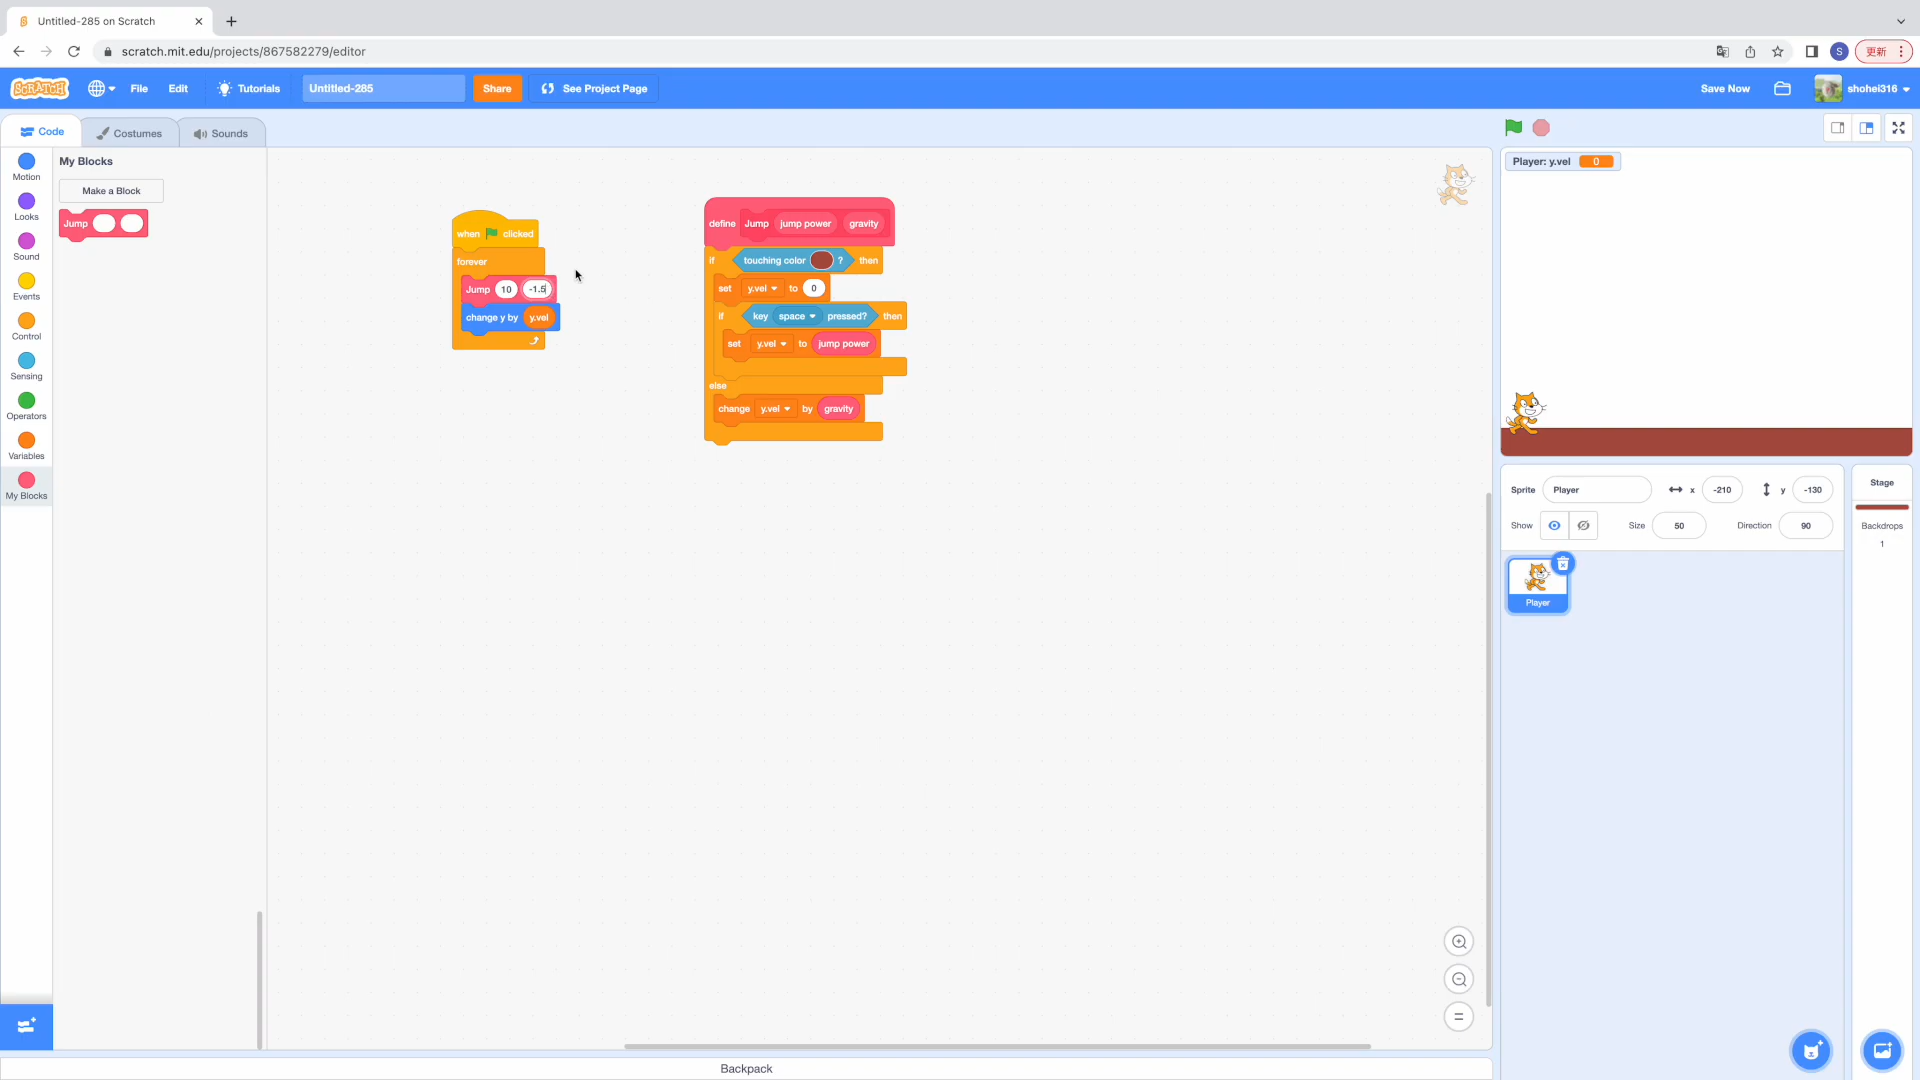 Untitled-285 on Scratch
scratch.mit.edu/projects/867582279/editor
S
更新
SCRATCH
File
Edit
Tutorials
Untitled-285
Share
See Project Page
Save Now
shohei316
Code
Costumes
Sounds
Motion
Looks
Sound
Events
Control
Sensing
Operators
Variables
My Blocks
My Blocks
Make a Block
Jump
when clicked
forever
Jump 10 -1.5
change y by y.vel
define Jump jump power gravity
if touching color ? then
set y.vel to 0
if key space pressed? then
set y.vel to jump power
else
change y.vel by gravity
Player: y.vel 0
Sprite Player x -210 y -130
Show Size 50 Direction 90
Player
Stage
Backdrops
1
Backpack